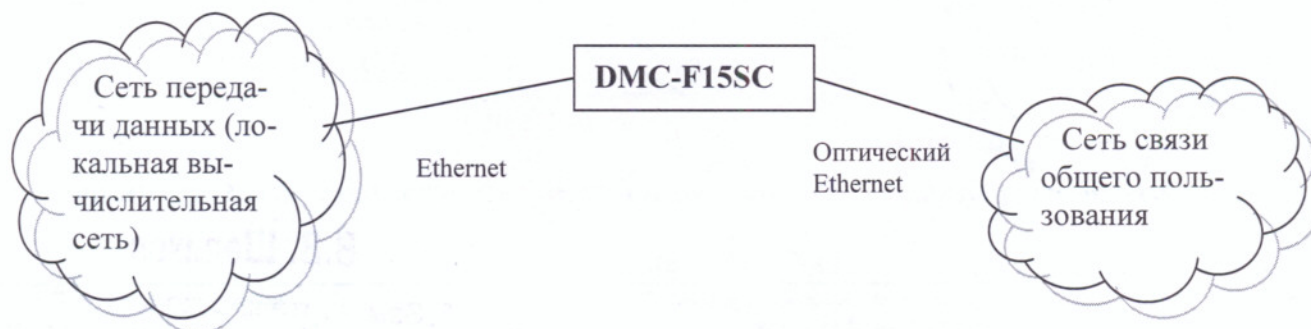 DMC-F15SC
Сеть переда-
чи данных (ло-
кальная вы-
числительная
сеть)
Ethernet
Оптический
Ethernet
Сеть связи
общего поль-
зования